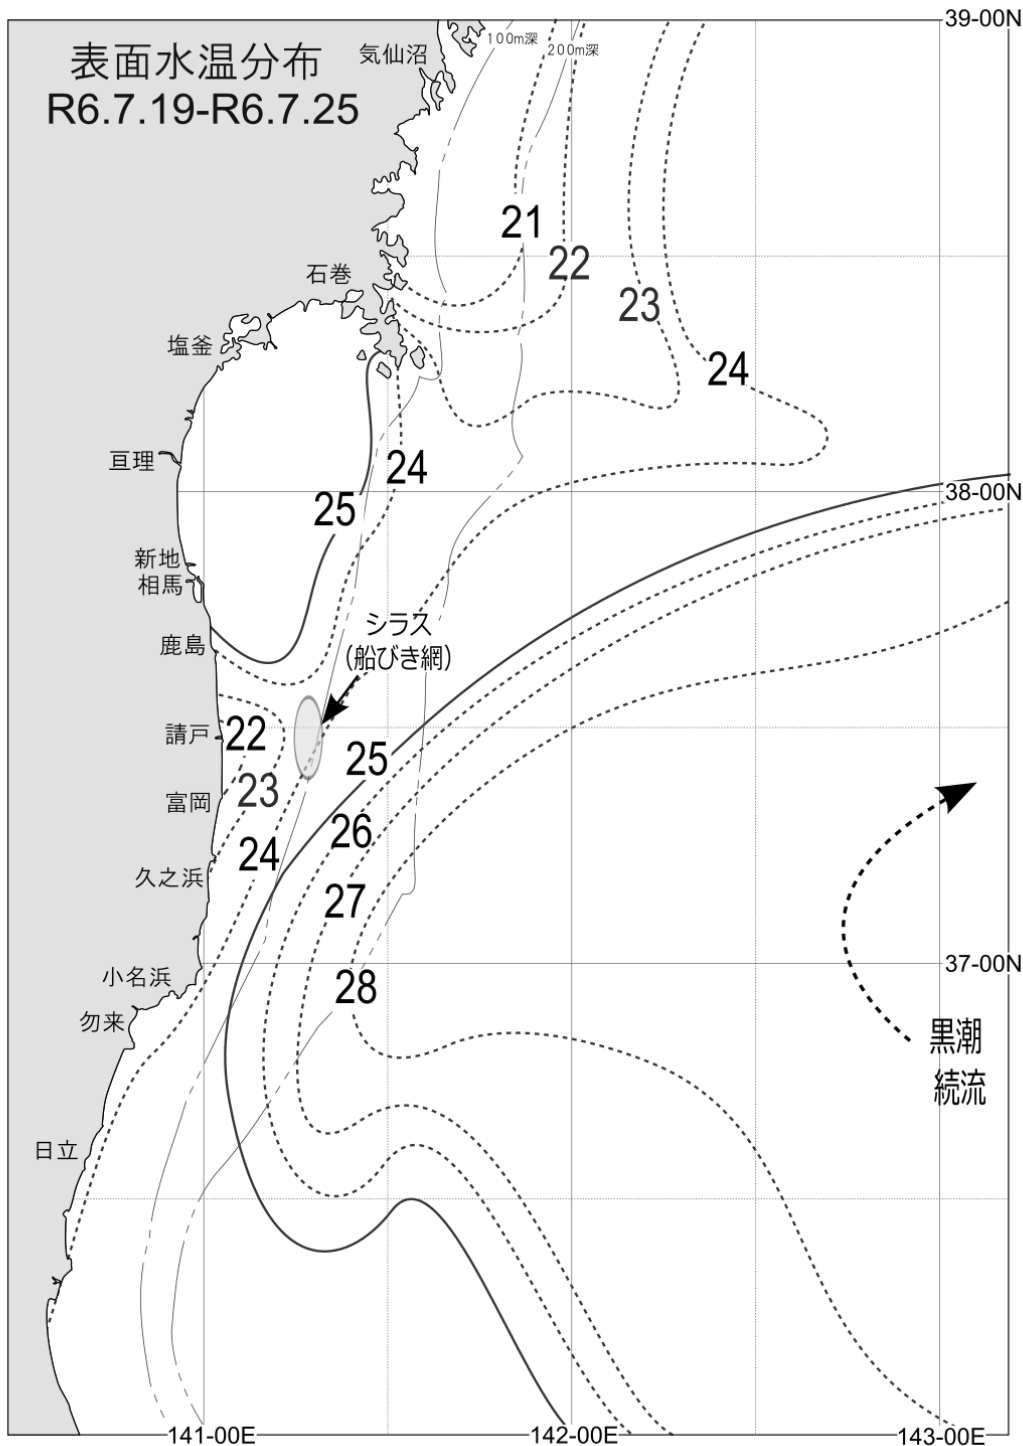 39-00N
表面水温分布
R6.7.19-R6.7.25
気仙沼
100m深
200m深
21
22
石巻
23
塩釜
24
亘理
24
38-00N
25
新地
相馬
シラス
(船びき網)
鹿島
請戸
22
25
23
富岡
26
24
久之浜
27
37-00N
小名浜
28
勿来
黒潮
続流
日立
141-00E
142-00E
143-00E